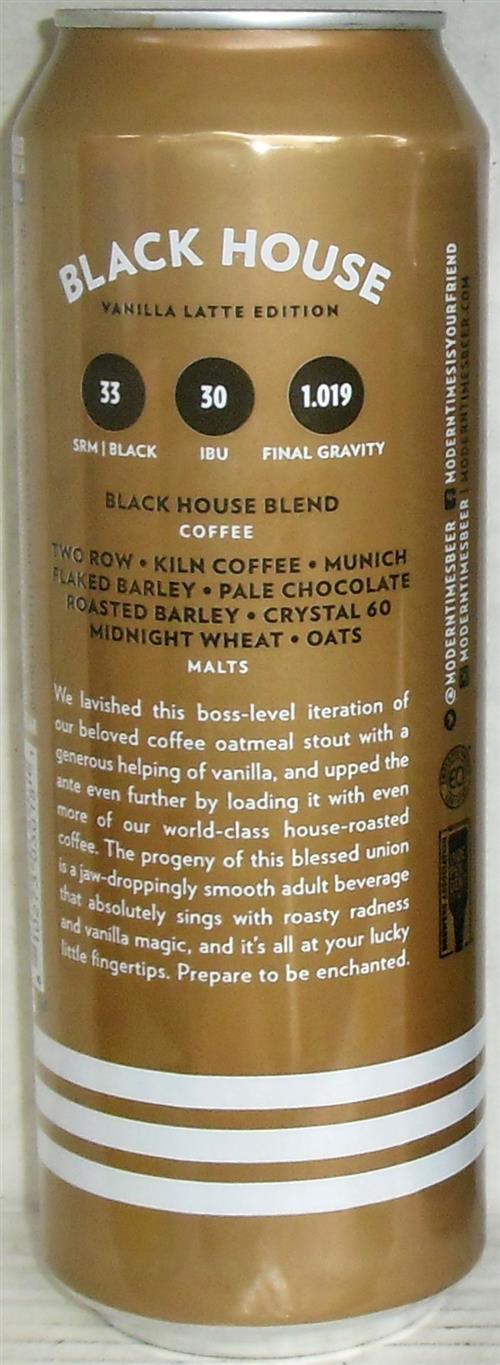 BLACK HOUSE
VANILLA LATTE EDITION
33
30
1.019
SRM | BLACK
IBU
FINAL GRAVITY
BLACK HOUSE BLEND
COFFEE
TWO ROW • KILN COFFEE • MUNICH
FLAKED BARLEY • PALE CHOCOLATE
ROASTED BARLEY • CRYSTAL 60
MIDNIGHT WHEAT • OATS
MALTS
We lavished this boss-level iteration of
our beloved coffee oatmeal stout with a
generous helping of vanilla, and upped the
ante even further by loading it with even
more of our world-class house-roasted
coffee. The progeny of this blessed union
is a jaw-droppingly smooth adult beverage
that absolutely sings with roasty radness
and vanilla magic, and it's all at your lucky
little fingertips. Prepare to be enchanted.
@MODERNTIMESBEER MODERNTIMESISYOURFRIEND
MODERNTIMESBEER | MODERNTIMESBEER.COM